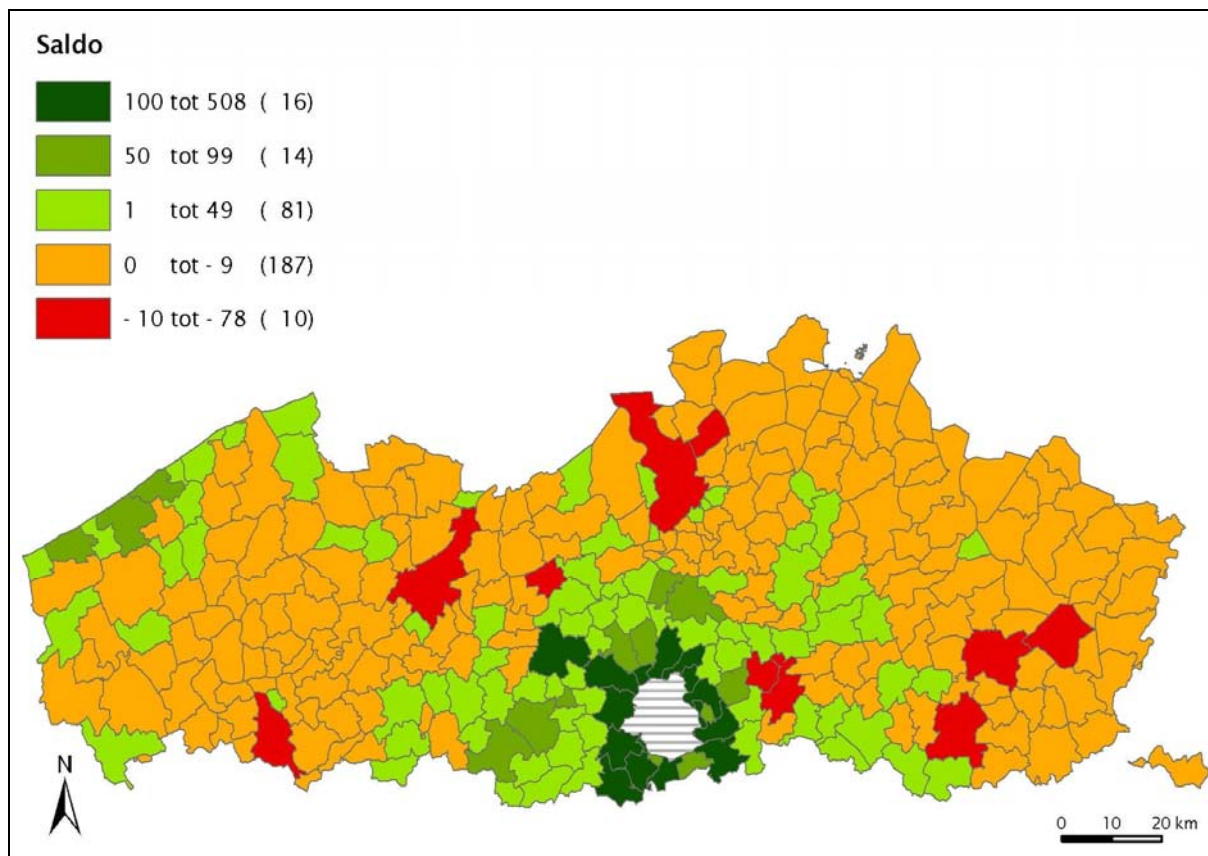 Saldo
100 tot 508 ( 16)
50 tot 99 ( 14)
1 tot 49 ( 81)
0 tot - 9 (187)
- 10 tot - 78 ( 10)
N
0 10 20 km